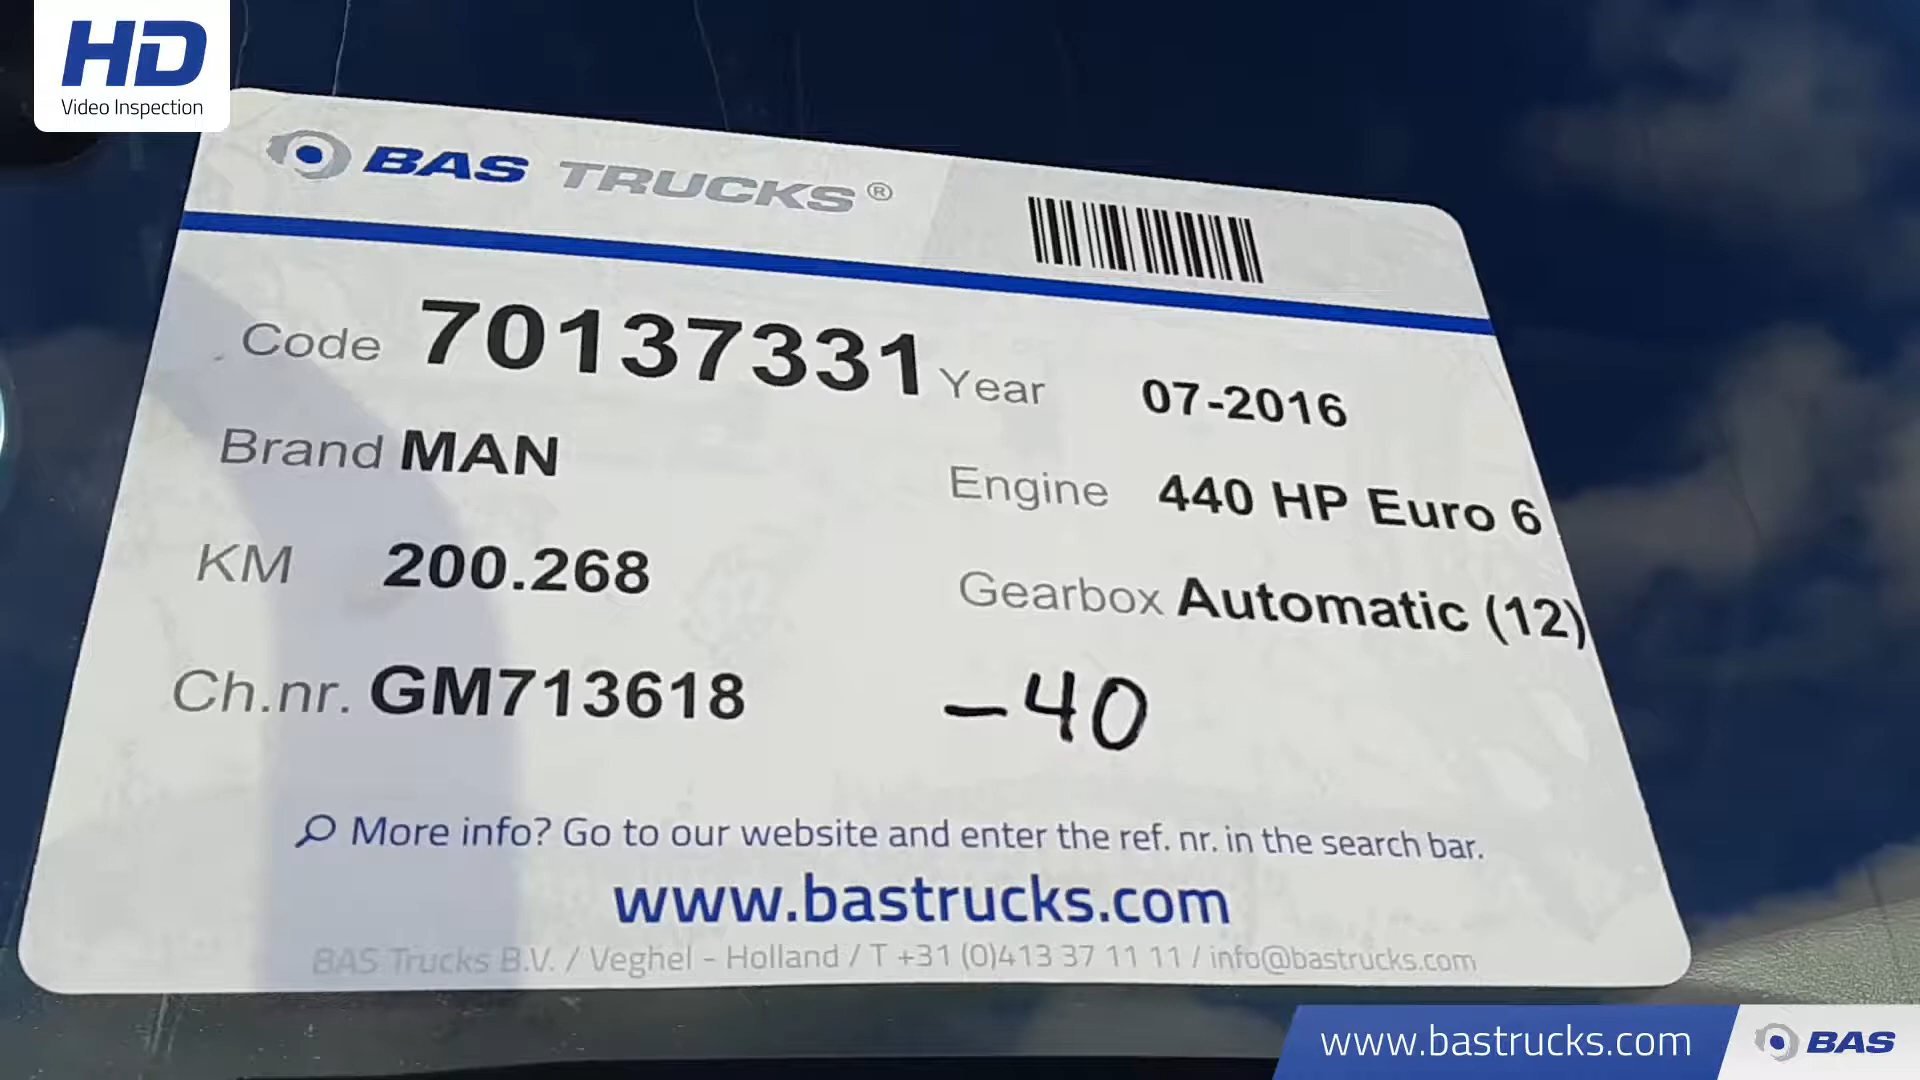 HD
Video Inspection
BAS TRUCKS®
Code 70137331 Year 07-2016
Brand MAN
Engine 440 HP Euro 6
KM 200.268
Gearbox Automatic (12)
Ch.nr. GM713618
-40
More info? Go to our website and enter the ref. nr. in the search bar.
www.bastrucks.com
BAS Trucks B.V. / Veghel - Holland / T +31 (0)413 37 11 11 / info@bastrucks.com
www.bastrucks.com BAS